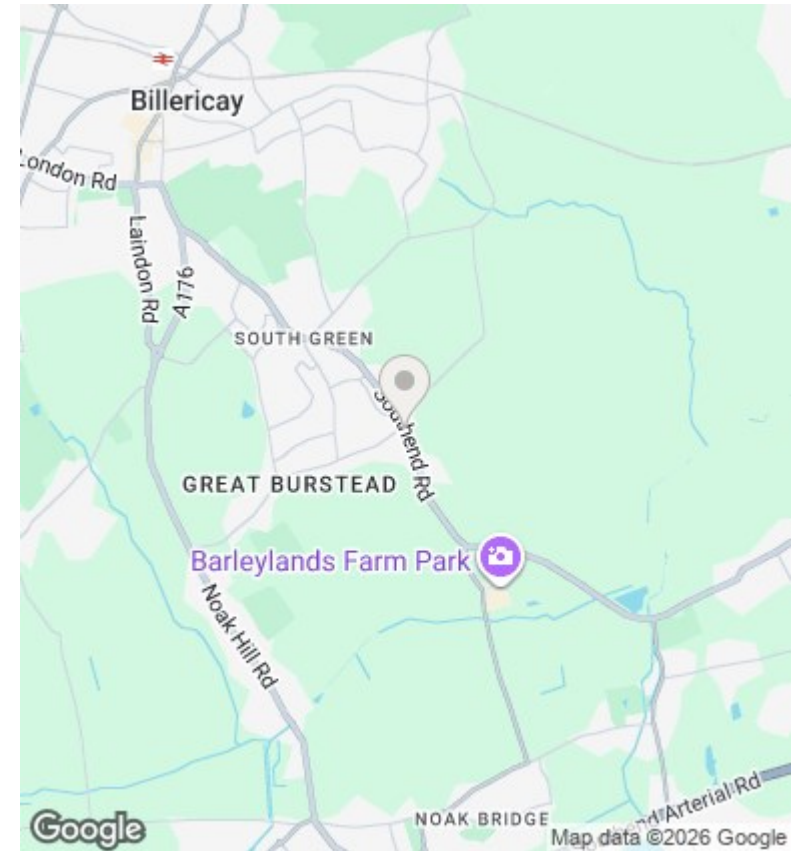 Billericay
London Rd
Laindon Rd
A176
SOUTH GREEN
Southend Rd
GREAT BURSTEAD
Barleylands Farm Park
Noak Hill Rd
NOAK BRIDGE
end Arterial Rd
Google
Map data ©2026 Google